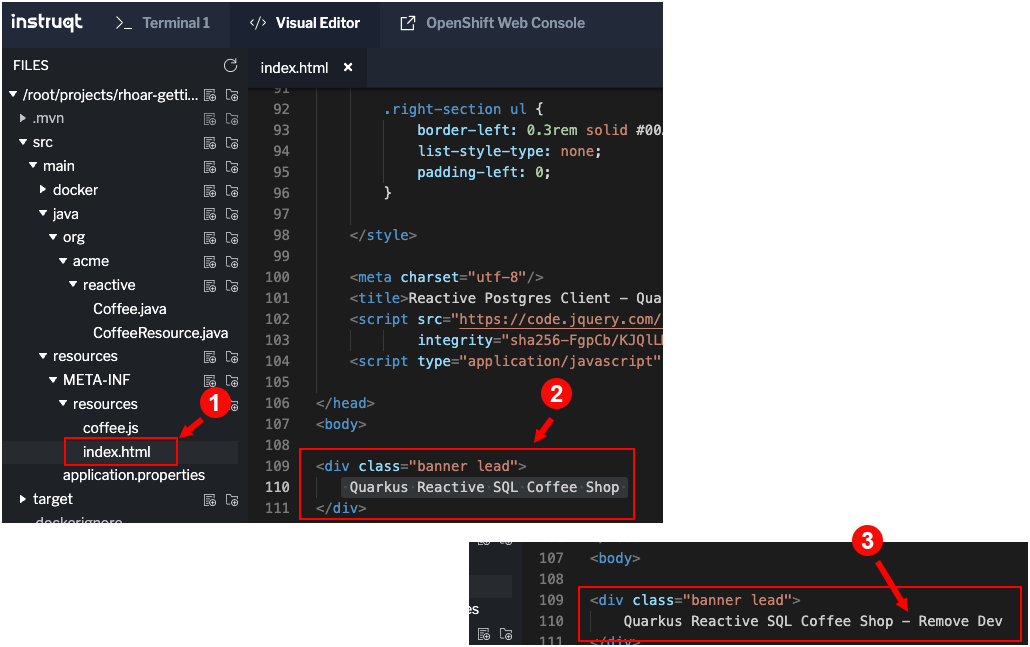 instruqt
>_ Terminal 1
</> Visual Editor
OpenShift Web Console
FILES
/root/projects/rhoar-getti...
.mvn
src
main
docker
java
org
acme
reactive
Coffee.java
CoffeeResource.java
resources
META-INF
resources
coffee.js
index.html
application.properties
target
.dockerignore
1
index.html ×
91
92 .right-section ul {
93 border-left: 0.3rem solid #00
94 list-style-type: none;
95 padding-left: 0;
96 }
97
98 </style>
99
100 <meta charset="utf-8"/>
101 <title>Reactive Postgres Client - Qua
102 <script src="https://code.jquery.com/
103 integrity="sha256-FgpCb/KJQlL
104 <script type="application/javascript"
105
106 </head>
107 <body>
108
109 <div class="banner lead">
110 Quarkus Reactive SQL Coffee Shop
111 </div>
2
3
107 <body>
108
109 <div class="banner lead">
110 Quarkus Reactive SQL Coffee Shop - Remove Dev
111 </div>
es